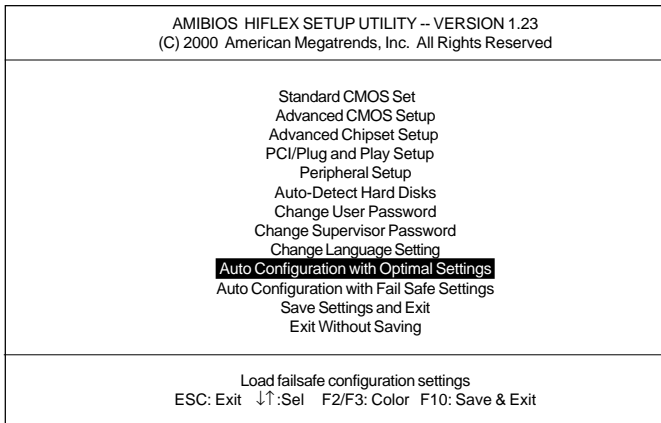 AMIBIOS HIFLEX SETUP UTILITY -- VERSION 1.23
(C) 2000 American Megatrends, Inc. All Rights Reserved
Standard CMOS Set
Advanced CMOS Setup
Advanced Chipset Setup
PCI/Plug and Play Setup
Peripheral Setup
Auto-Detect Hard Disks
Change User Password
Change Supervisor Password
Change Language Setting
Auto Configuration with Optimal Settings
Auto Configuration with Fail Safe Settings
Save Settings and Exit
Exit Without Saving
Load failsafe configuration settings
ESC: Exit ↓↑:Sel F2/F3: Color F10: Save & Exit